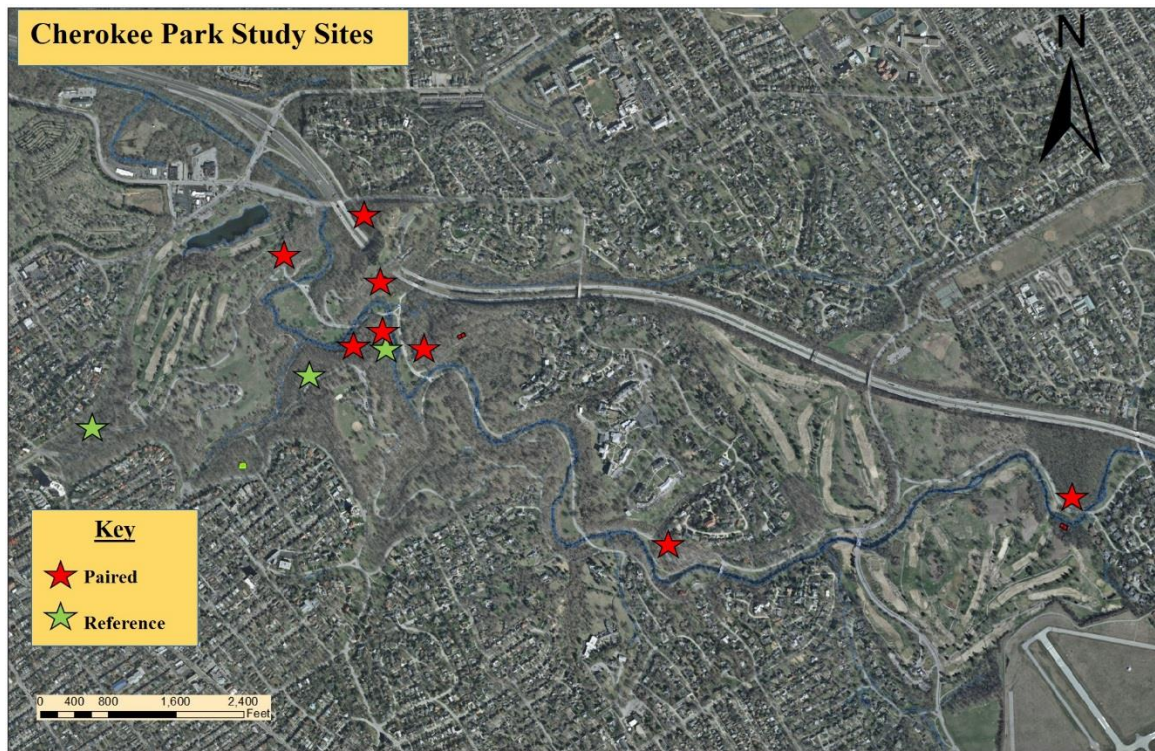 Cherokee Park Study Sites
N
Key
Paired
Reference
0 400 800 1,600 2,400
Feet